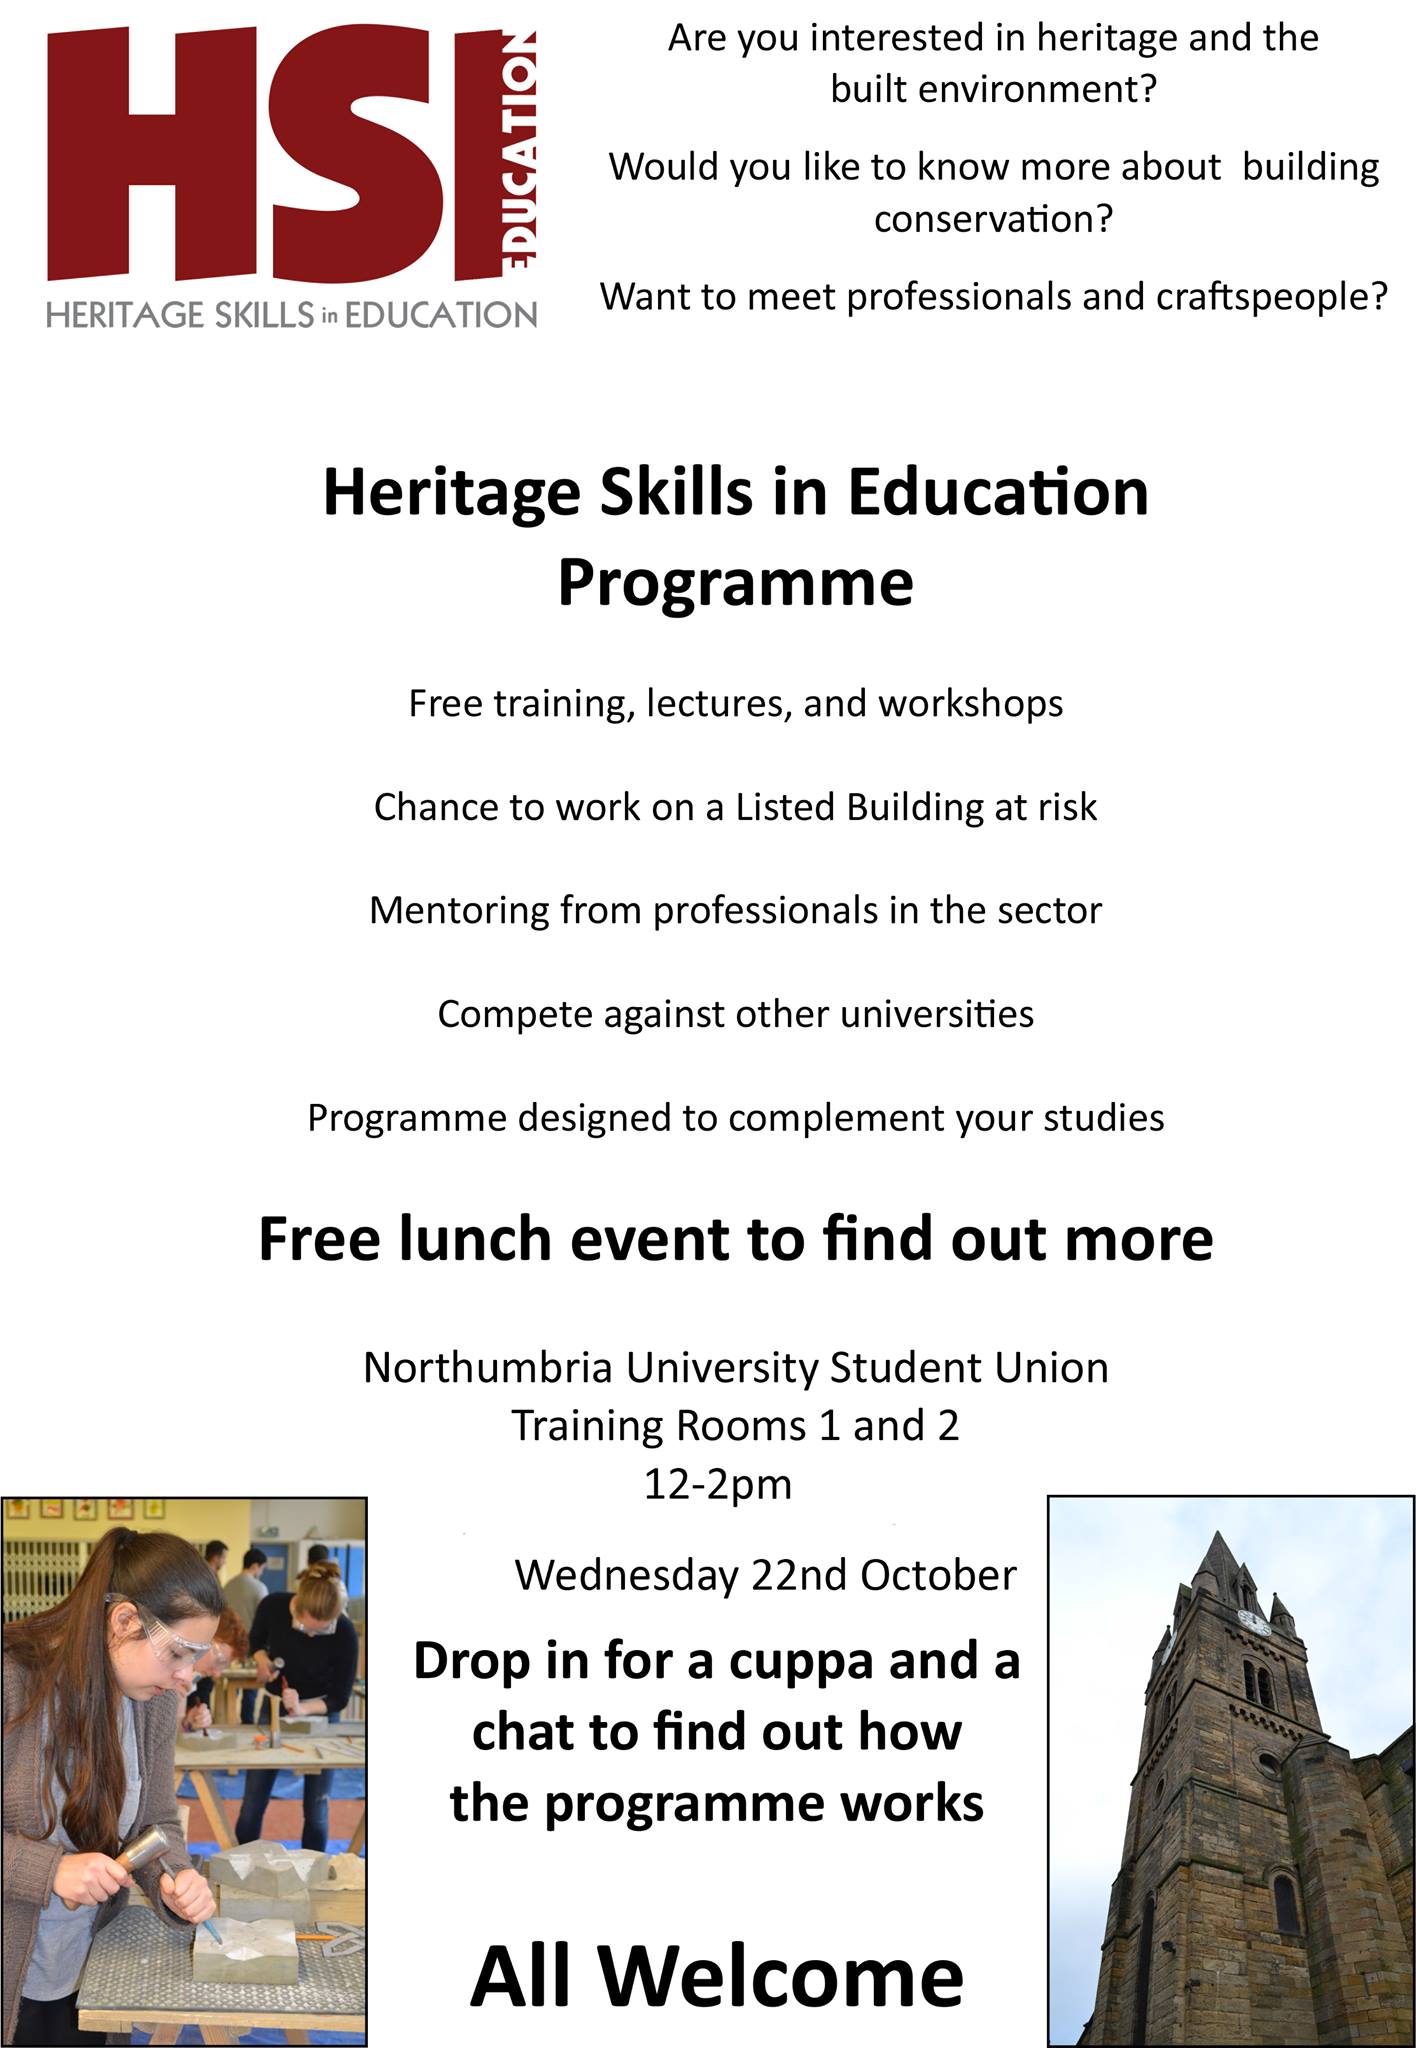 HSI
EDUCATION
HERITAGE SKILLS in EDUCATION
Are you interested in heritage and the
built environment?
Would you like to know more about  building
conservation?
Want to meet professionals and craftspeople?
Heritage Skills in Education
Programme
Free training, lectures, and workshops
Chance to work on a Listed Building at risk
Mentoring from professionals in the sector
Compete against other universities
Programme designed to complement your studies
Free lunch event to find out more
Northumbria University Student Union
Training Rooms 1 and 2
12-2pm
Wednesday 22nd October
Drop in for a cuppa and a
chat to find out how
the programme works
All Welcome